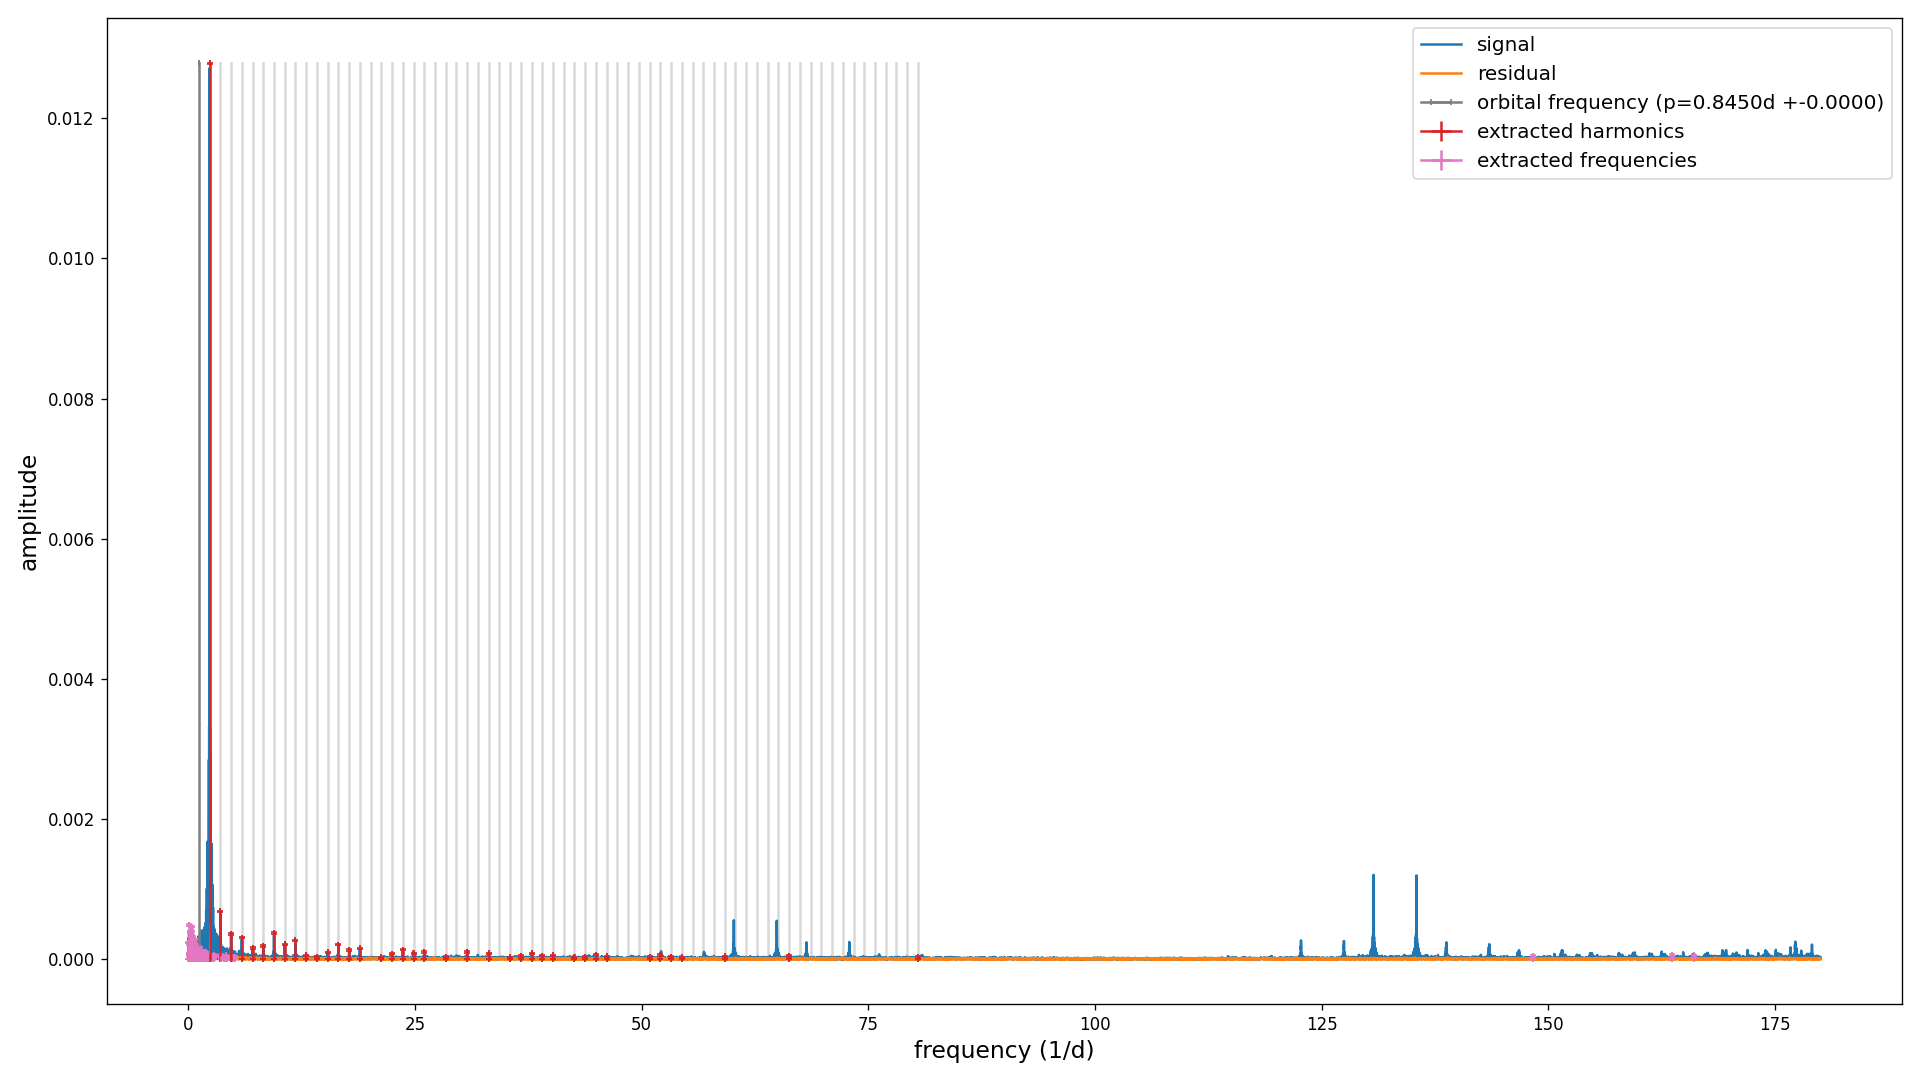 signal
residual
orbital frequency (p=0.8450d +-0.0000)
extracted harmonics
extracted frequencies
0.012
0.010
0.008
0.006
0.004
0.002
0.000
amplitude
0 25 50 75 100 125 150 175
frequency (1/d)